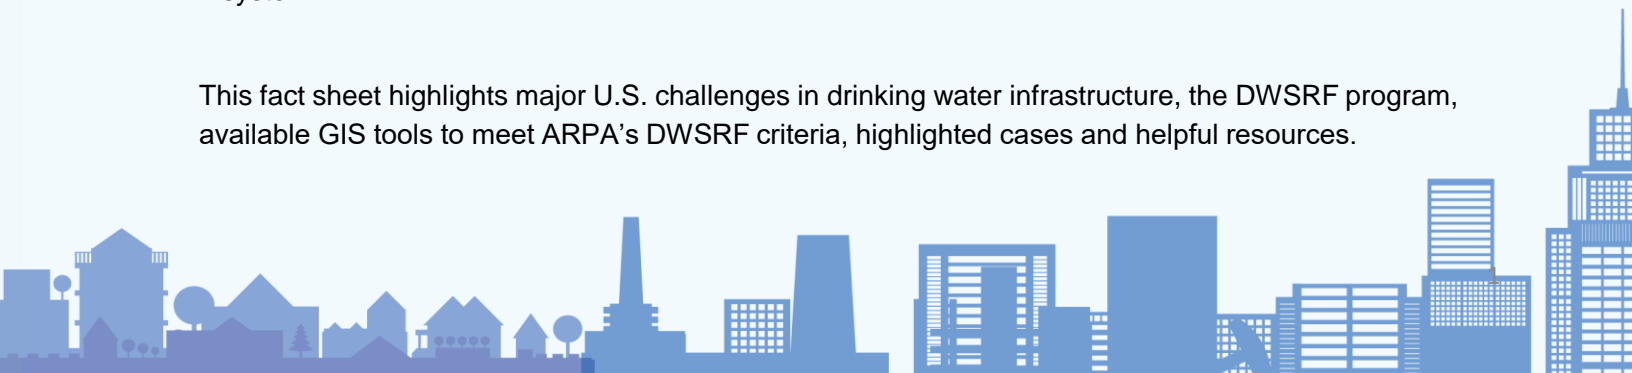 This fact sheet highlights major U.S. challenges in drinking water infrastructure, the DWSRF program,
available GIS tools to meet ARPA’s DWSRF criteria, highlighted cases and helpful resources.
1